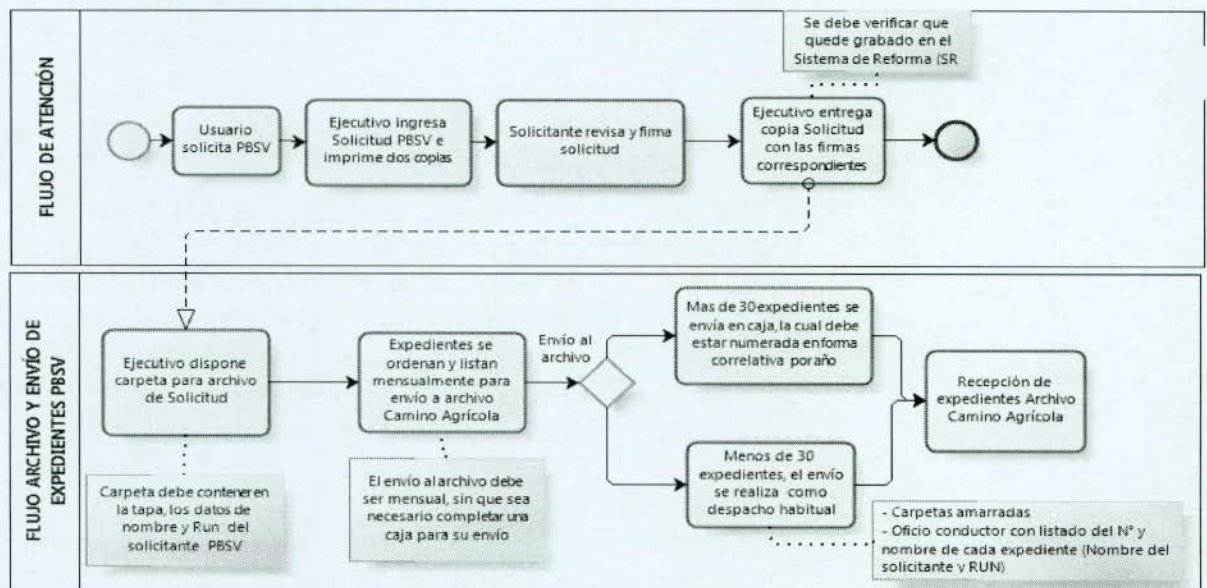 FLUJO DE ATENCIÓN
Usuario
solicita PBSV
Ejecutivo ingresa
Solicitud PBSV e
imprime dos copias
Solicitante revisa y firma
solicitud
Se debe verificar que
quede grabado en el
Sistema de Reforma (SR
Ejecutivo entrega
copia Solicitud
con las firmas
correspondientes
FLUJO ARCHIVO Y ENVÍO DE
EXPEDIENTES PBSV
Ejecutivo dispone
carpeta para archivo
de Solicitud
Carpeta debe conteneren
la tapa, los datos de
nombre y Run del
solicitante PBSV
Expedientes se
ordenan y listan
mensualmente para
envío a archivo
Camino Agrícola
El envío al archivo debe
ser mensual, sin que sea
necesario completar una
caja para su envío
Envío al
archivo
Mas de 30 expedientes se
envía en caja, la cual debe
estar numerada enforma
correlativa poraño
Menos de 30
expedientes, el envío
se realiza como
despacho habitual
- Carpetas amarradas
- Oficio conductor con listado del N° y
nombre de cada expediente (Nombre del
solicitante y RUN)
Recepción de
expedientes Archivo
Camino Agrícola